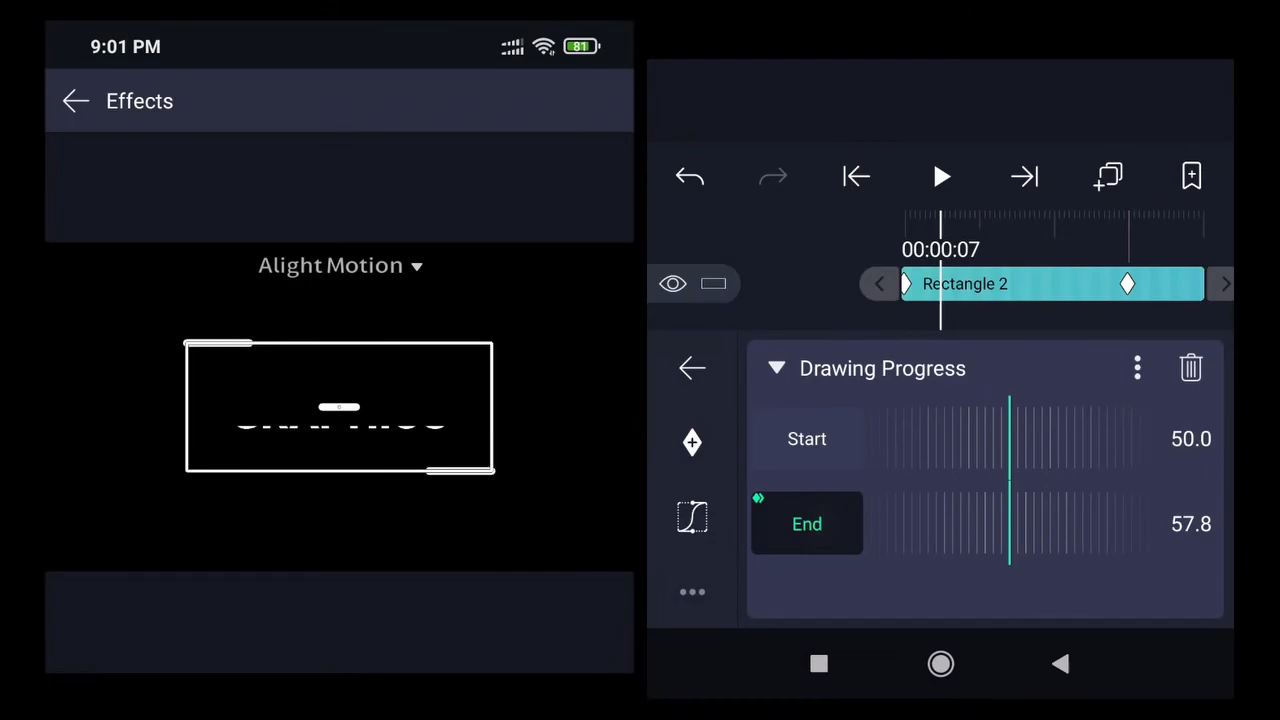 9:01 PM
81
Effects
Alight Motion
00:00:07
Rectangle 2
Drawing Progress
Start
50.0
End
57.8